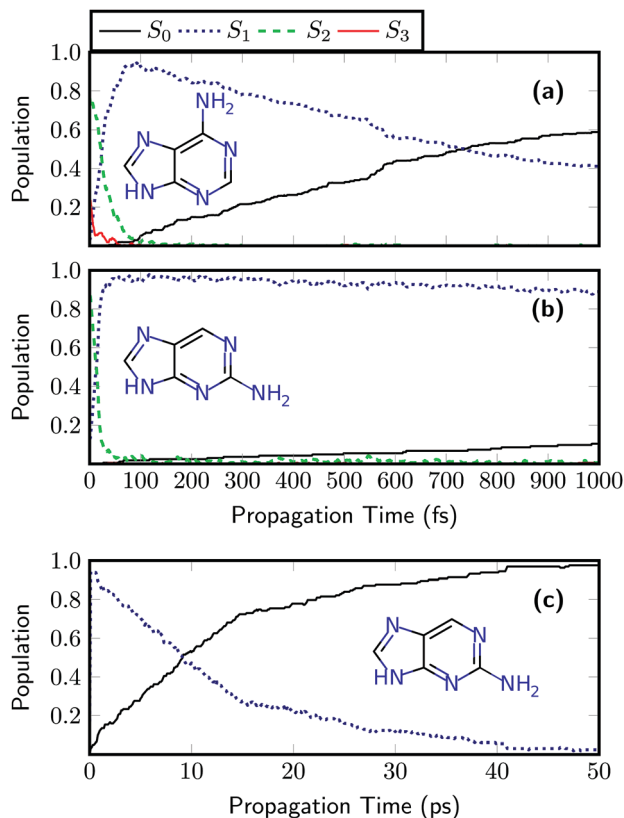 S₀ S₁ S₂ S₃
1.0
0.8
0.6
0.4
0.2
Population
(a)
NH₂
N
N
HN
N
1.0
0.8
0.6
0.4
0.2
Population
(b)
N
N
HN
N
NH₂
0 100 200 300 400 500 600 700 800 900 1000
Propagation Time (fs)
1.0
0.8
0.6
0.4
0.2
Population
(c)
N
N
HN
N
NH₂
0 10 20 30 40 50
Propagation Time (ps)